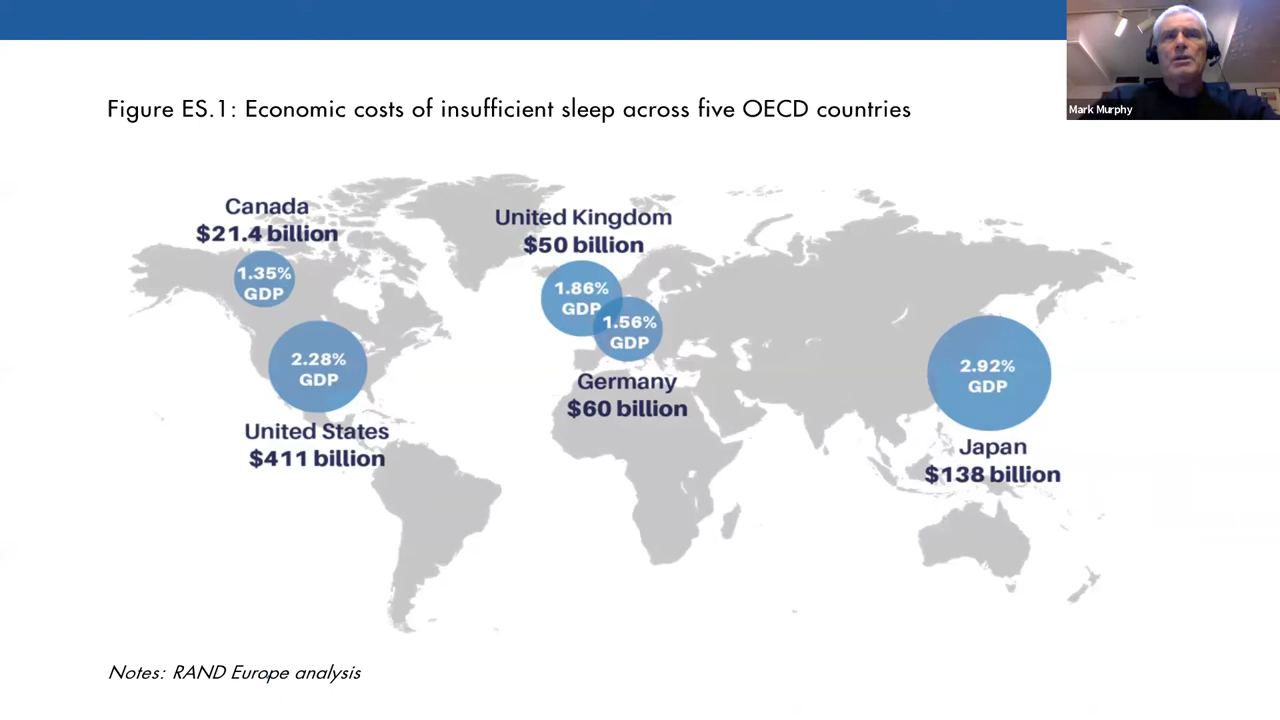 Mark Murphy
Figure ES.1: Economic costs of insufficient sleep across five OECD countries
Canada
$21.4 billion
1.35%
GDP
2.28%
GDP
United States
$411 billion
United Kingdom
$50 billion
1.86%
GDP
1.56%
GDP
Germany
$60 billion
2.92%
GDP
Japan
$138 billion
Notes: RAND Europe analysis